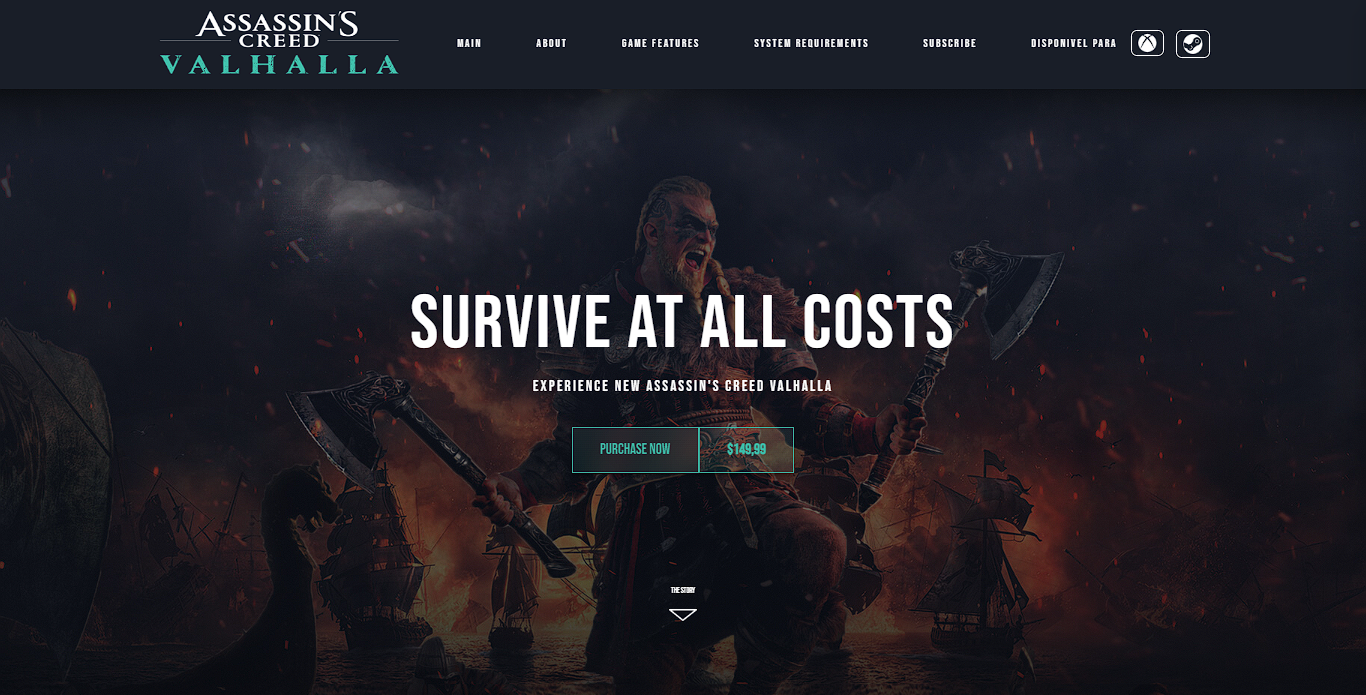 ASSASSIN'S
CREED
VALHALLA
MAIN
ABOUT
GAME FEATURES
SYSTEM REQUIREMENTS
SUBSCRIBE
DISPONIVEL PARA
SURVIVE AT ALL COSTS
EXPERIENCE NEW ASSASSIN'S CREED VALHALLA
PURCHASE NOW
$149,99
THE STORY